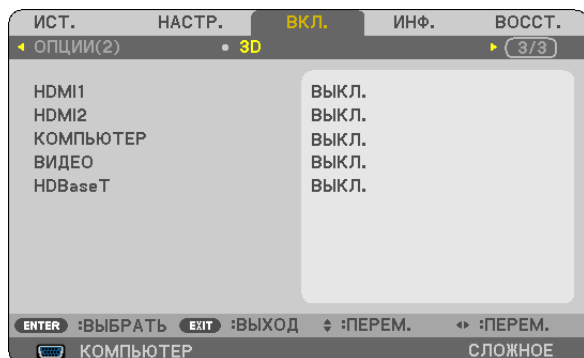 ИСТ. НАСТР. ВКЛ. ИНФ. ВОССТ.
ОПЦИИ(2) 3D 3/3
HDMI1 ВЫКЛ.
HDMI2 ВЫКЛ.
КОМПЬЮТЕР ВЫКЛ.
ВИДЕО ВЫКЛ.
HDBaseT ВЫКЛ.
ENTER :ВЫБРАТЬ EXIT :ВЫХОД :ПЕРЕМ. :ПЕРЕМ.
КОМПЬЮТЕР СЛОЖНОЕ